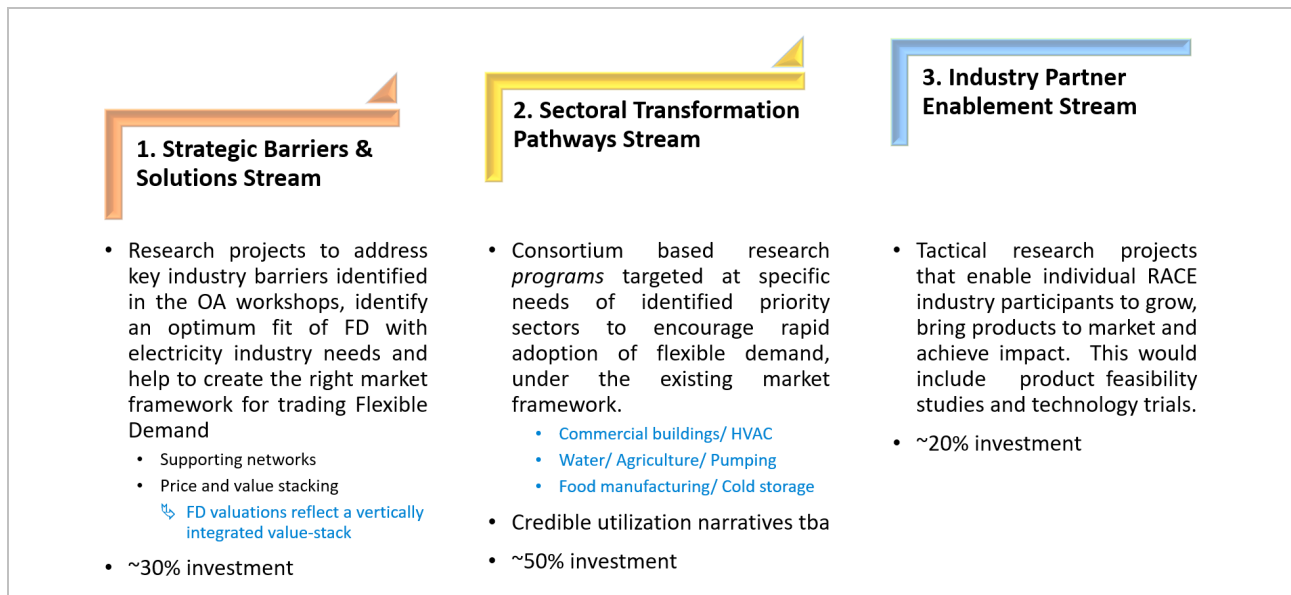 1. Strategic Barriers &
Solutions Stream
• Research projects to address
key industry barriers identified
in the OA workshops, identify
an optimum fit of FD with
electricity industry needs and
help to create the right market
framework for trading Flexible
Demand
• Supporting networks
• Price and value stacking
FD valuations reflect a vertically
integrated value-stack
• ~30% investment
2. Sectoral Transformation
Pathways Stream
• Consortium based research
programs targeted at specific
needs of identified priority
sectors to encourage rapid
adoption of flexible demand,
under the existing market
framework.
• Commercial buildings/ HVAC
• Water/ Agriculture/ Pumping
• Food manufacturing/ Cold storage
• Credible utilization narratives tba
• ~50% investment
3. Industry Partner
Enablement Stream
• Tactical research projects
that enable individual RACE
industry participants to grow,
bring products to market and
achieve impact. This would
include product feasibility
studies and technology trials.
• ~20% investment